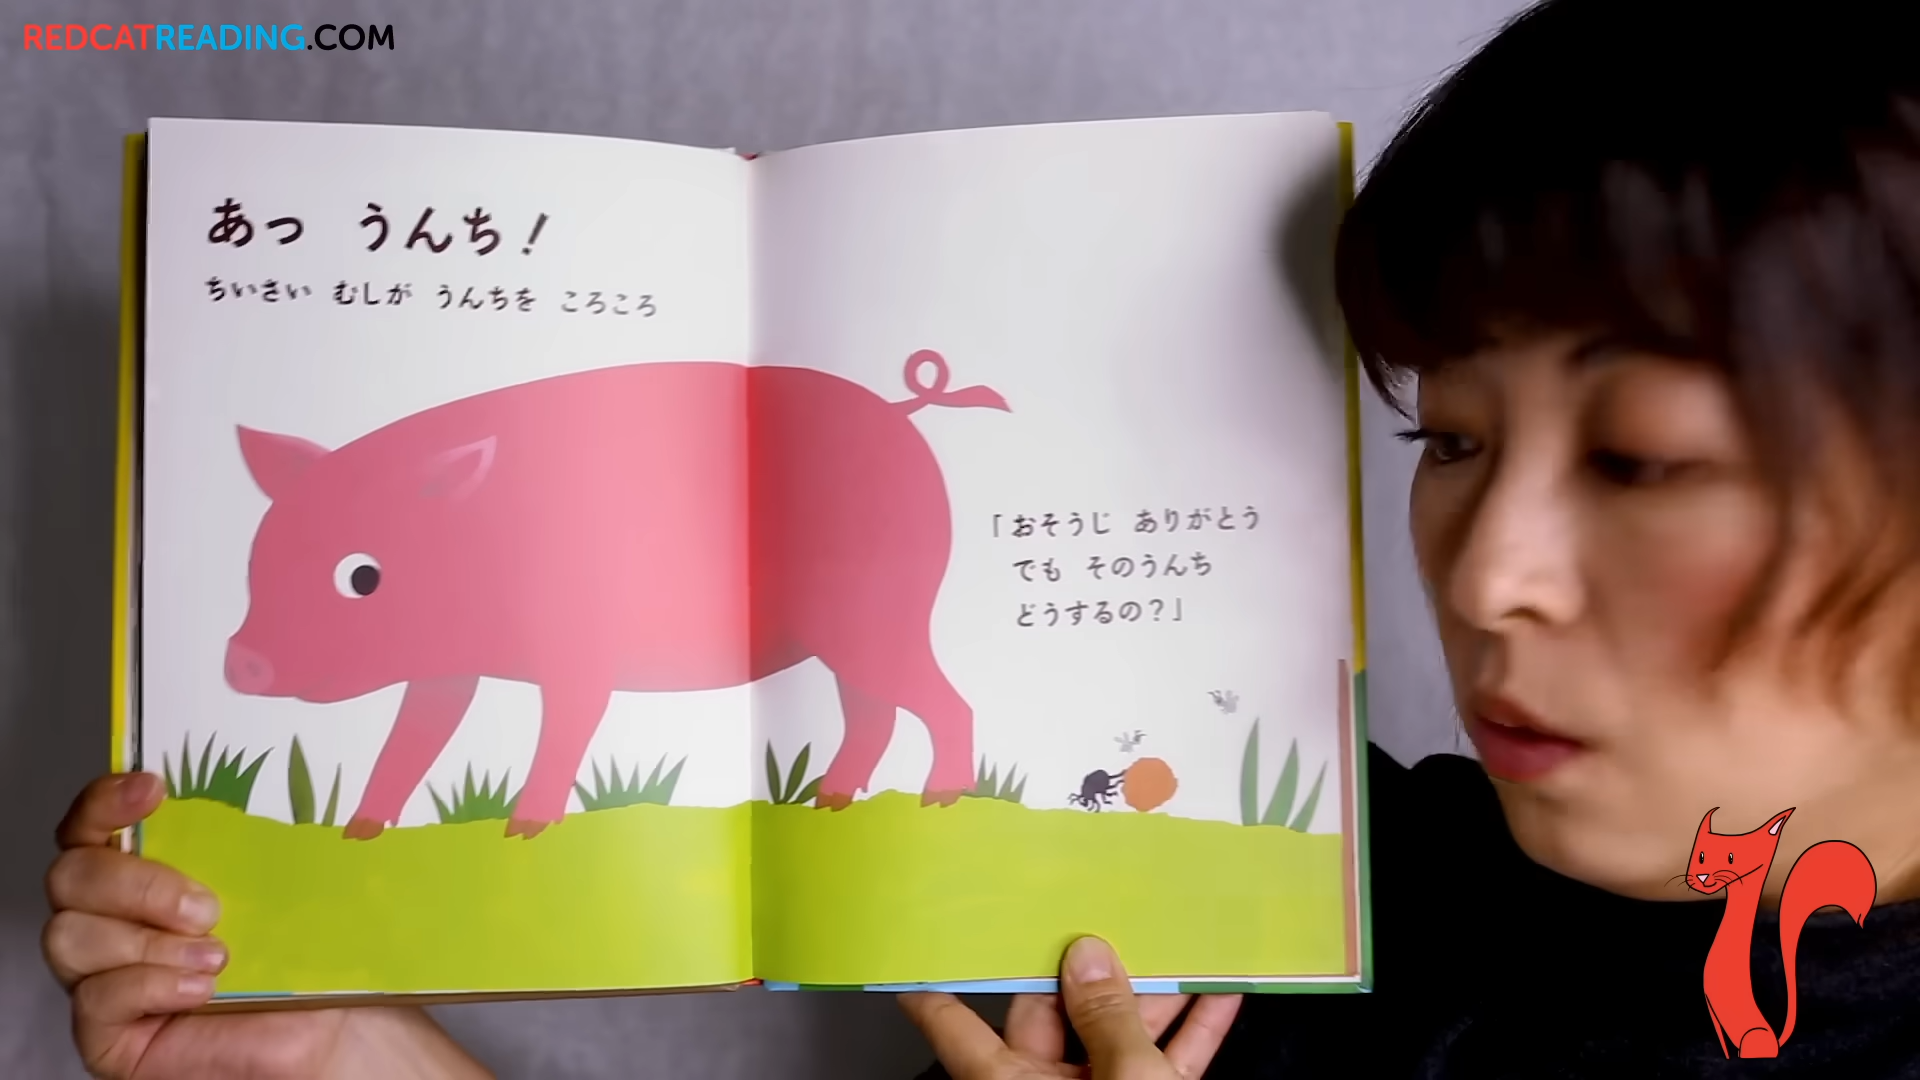 REDCATREADING.COM
あっ　うんち！
ちいさい　むしが　うんちを　ころころ
「おそうじ　ありがとう
でも　そのうんち
どうするの？」